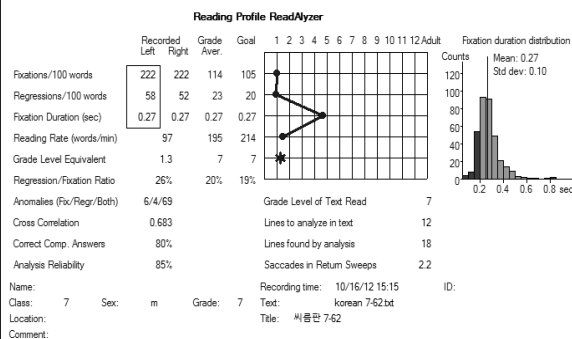 Reading Profile ReadAlyzer
Recorded Grade Goal 1 2 3 4 5 6 7 8 9 10 11 12 Adult Fixation duration distribution
Left Right Aver.
Counts Mean: 0.27
Std dev: 0.10
Fixations/100 words 222 222 114 105
Regressions/100 words 58 52 23 20
Fixation Duration (sec) 0.27 0.27 0.27 0.27
Reading Rate (words/min) 97 195 214
Grade Level Equivalent 1.3 7 7
120
100
80
60
40
20
0
0.2 0.4 0.6 0.8 sec
Regression/Fixation Ratio 26% 20% 19%
Anomalies (Fix/Regr/Both) 6/4/69 Grade Level of Text Read 7
Cross Correlation 0.683 Lines to analyze in text 12
Correct Comp. Answers 80% Lines found by analysis 18
Analysis Reliability 85% Saccades in Return Sweeps 2.2
Name: Recording time: 10/16/12 15:15 ID:
Class: 7 Sex: m Grade: 7 Text: korean 7-62.txt
Location: Title: 씨름판 7-62
Comment: